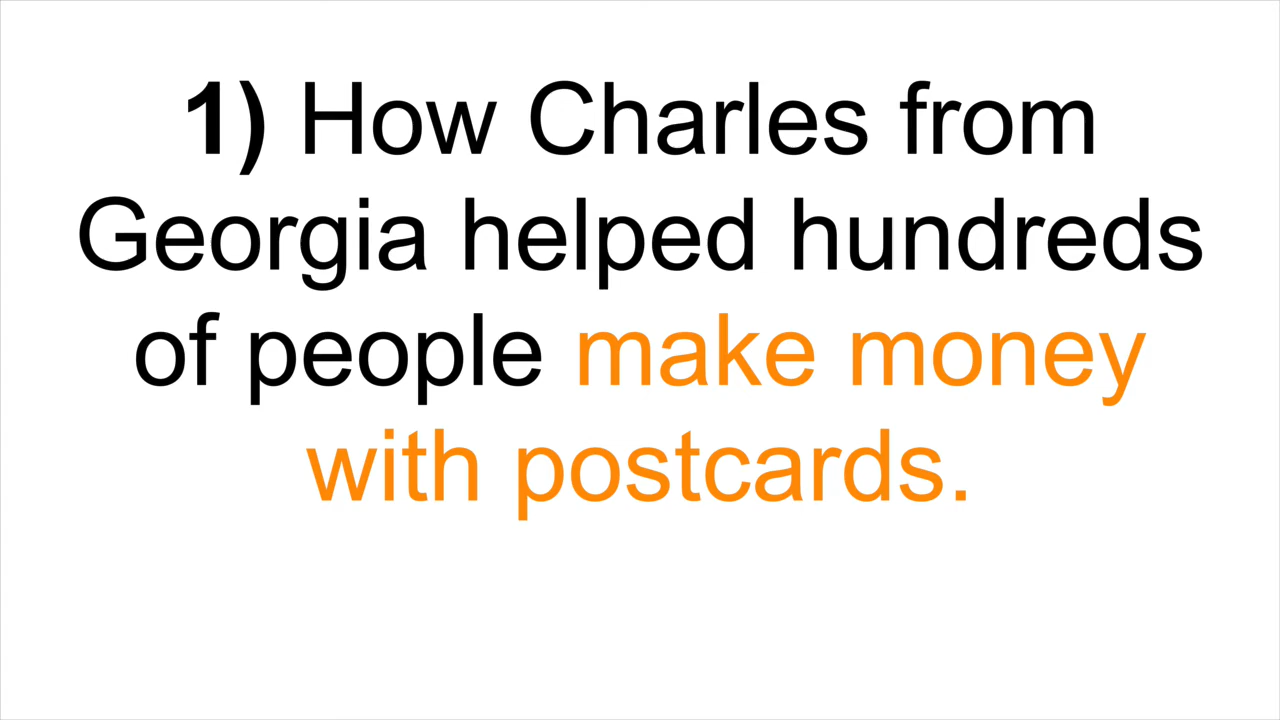 1) How Charles from
Georgia helped hundreds
of people make money
with postcards.